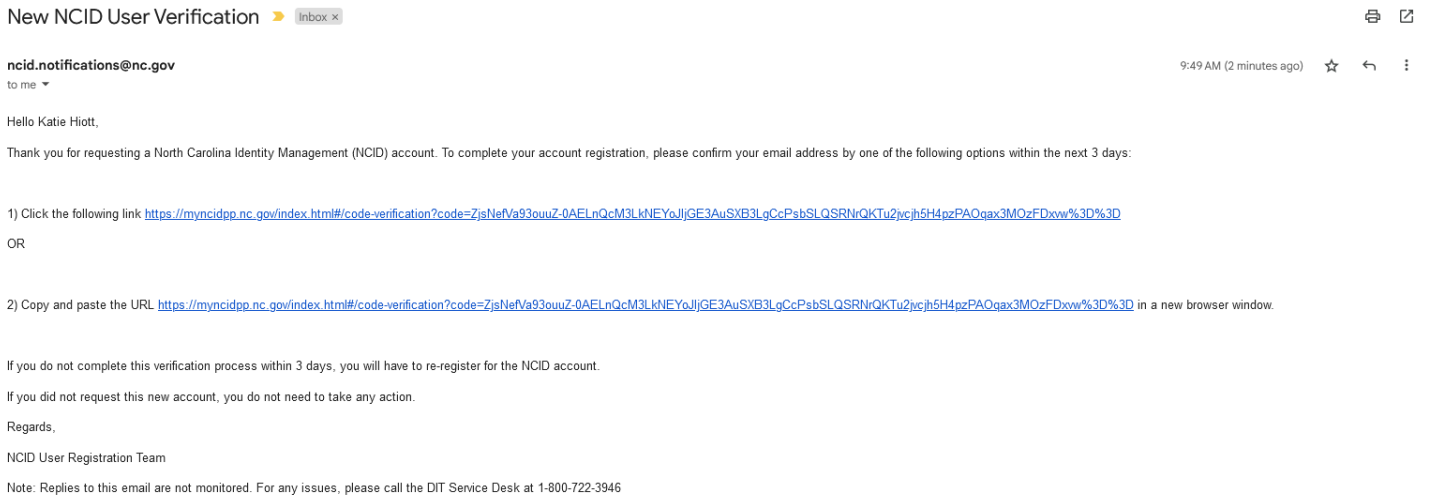 New NCID User Verification Inbox ×
ncid.notifications@nc.gov
9:49 AM (2 minutes ago)
to me
Hello Katie Hiott,
Thank you for requesting a North Carolina Identity Management (NCID) account. To complete your account registration, please confirm your email address by one of the following options within the next 3 days:
1) Click the following link https://myncidpp.nc.gov/index.html#/code-verification?code=ZjsNefVa93ouuZ-0AELnQcM3LkNEYoJljGE3AuSXB3LgCcPsbSLQSRNrQKTu2jvcjh5H4pzPAOqax3MOzFDxvw%3D%3D
OR
2) Copy and paste the URL https://myncidpp.nc.gov/index.html#/code-verification?code=ZjsNefVa93ouuZ-0AELnQcM3LkNEYoJljGE3AuSXB3LgCcPsbSLQSRNrQKTu2jvcjh5H4pzPAOqax3MOzFDxvw%3D%3D in a new browser window.
If you do not complete this verification process within 3 days, you will have to re-register for the NCID account.
If you did not request this new account, you do not need to take any action.
Regards,
NCID User Registration Team
Note: Replies to this email are not monitored. For any issues, please call the DIT Service Desk at 1-800-722-3946